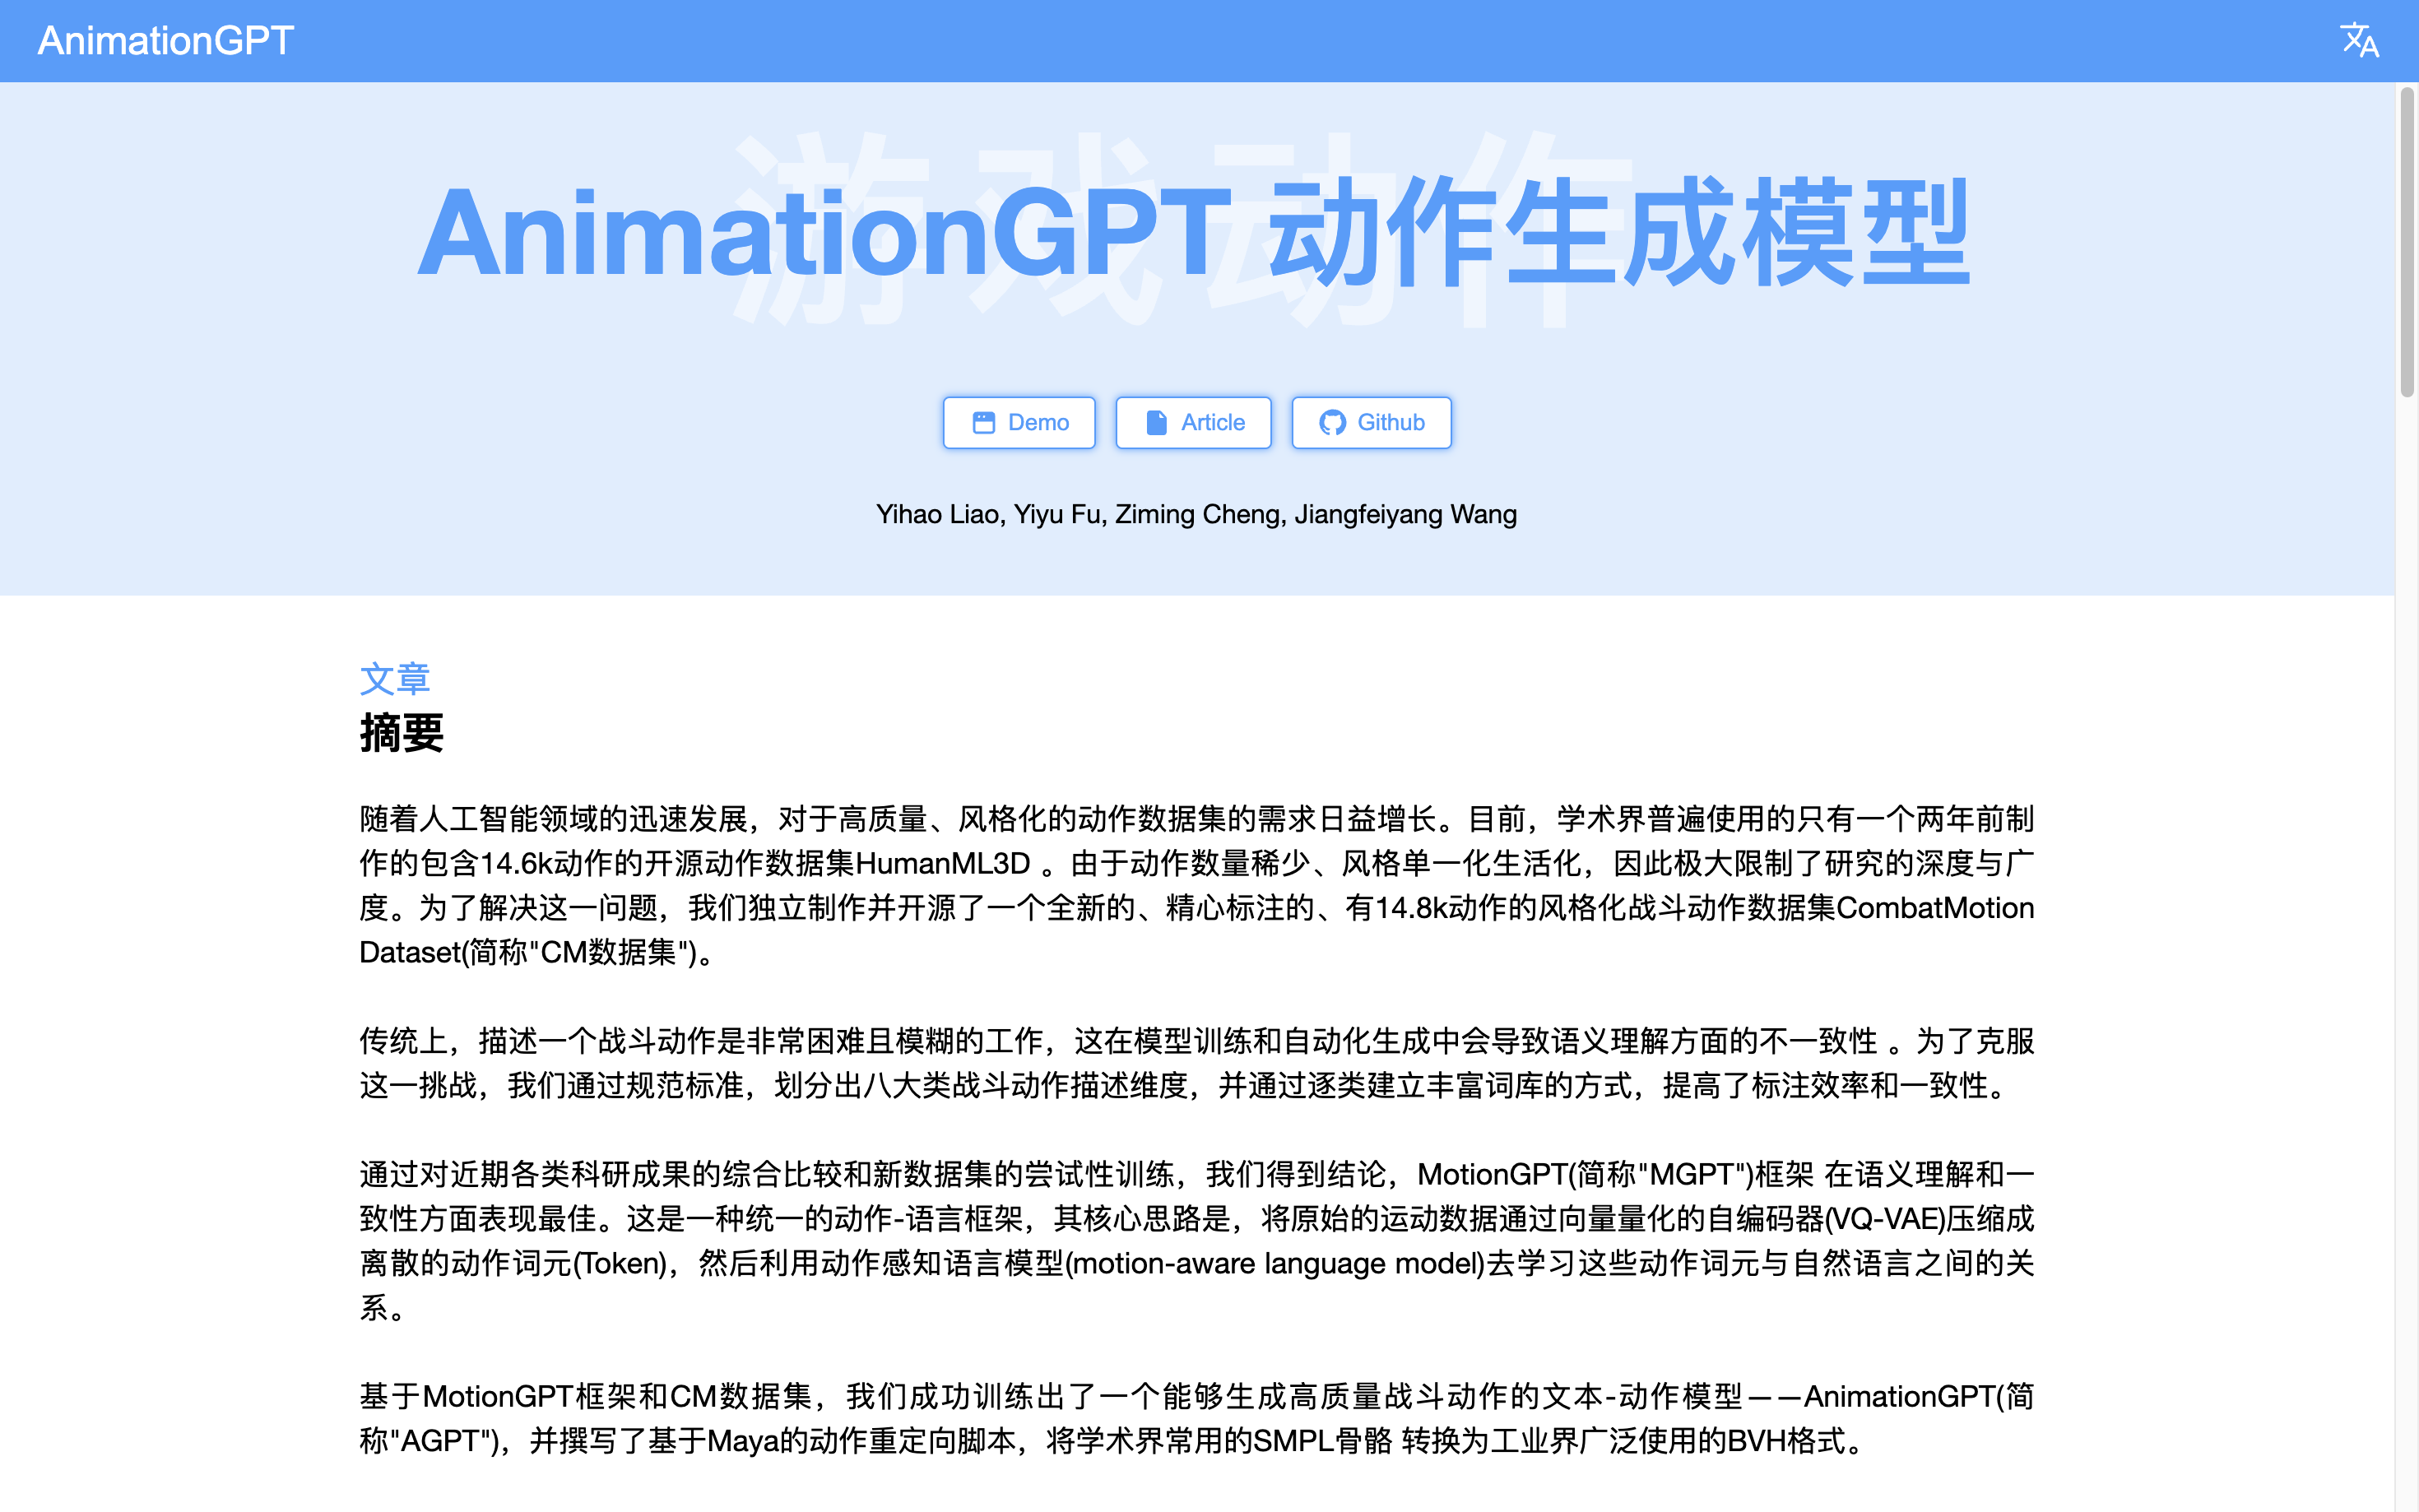 AnimationGPT
游戏动作
AnimationGPT 动作生成模型
Demo
Article
Github
Yihao Liao, Yiyu Fu, Ziming Cheng, Jiangfeiyang Wang
文章
摘要
随着人工智能领域的迅速发展，对于高质量、风格化的动作数据集的需求日益增长。目前，学术界普遍使用的只有一个两年前制
作的包含14.6k动作的开源动作数据集HumanML3D 。由于动作数量稀少、风格单一化生活化，因此极大限制了研究的深度与广
度。为了解决这一问题，我们独立制作并开源了一个全新的、精心标注的、有14.8k动作的风格化战斗动作数据集CombatMotion
Dataset(简称"CM数据集")。
传统上，描述一个战斗动作是非常困难且模糊的工作，这在模型训练和自动化生成中会导致语义理解方面的不一致性 。为了克服
这一挑战，我们通过规范标准，划分出八大类战斗动作描述维度，并通过逐类建立丰富词库的方式，提高了标注效率和一致性。
通过对近期各类科研成果的综合比较和新数据集的尝试性训练，我们得到结论，MotionGPT(简称"MGPT")框架 在语义理解和一
致性方面表现最佳。这是一种统一的动作-语言框架，其核心思路是，将原始的运动数据通过向量量化的自编码器(VQ-VAE)压缩成
离散的动作词元(Token)，然后利用动作感知语言模型(motion-aware language model)去学习这些动作词元与自然语言之间的关
系。
基于MotionGPT框架和CM数据集，我们成功训练出了一个能够生成高质量战斗动作的文本-动作模型——AnimationGPT(简
称"AGPT")，并撰写了基于Maya的动作重定向脚本，将学术界常用的SMPL骨骼 转换为工业界广泛使用的BVH格式。